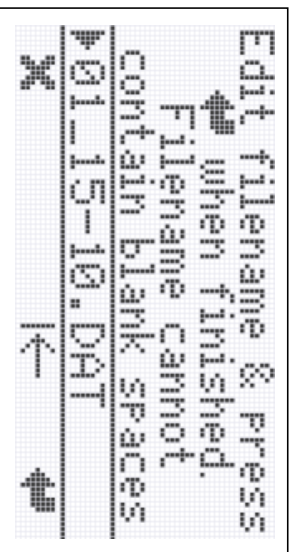 Edit filename & press
↵ when finished.
Filename cannot
contain blank spaces
▼01_15-10.DAT